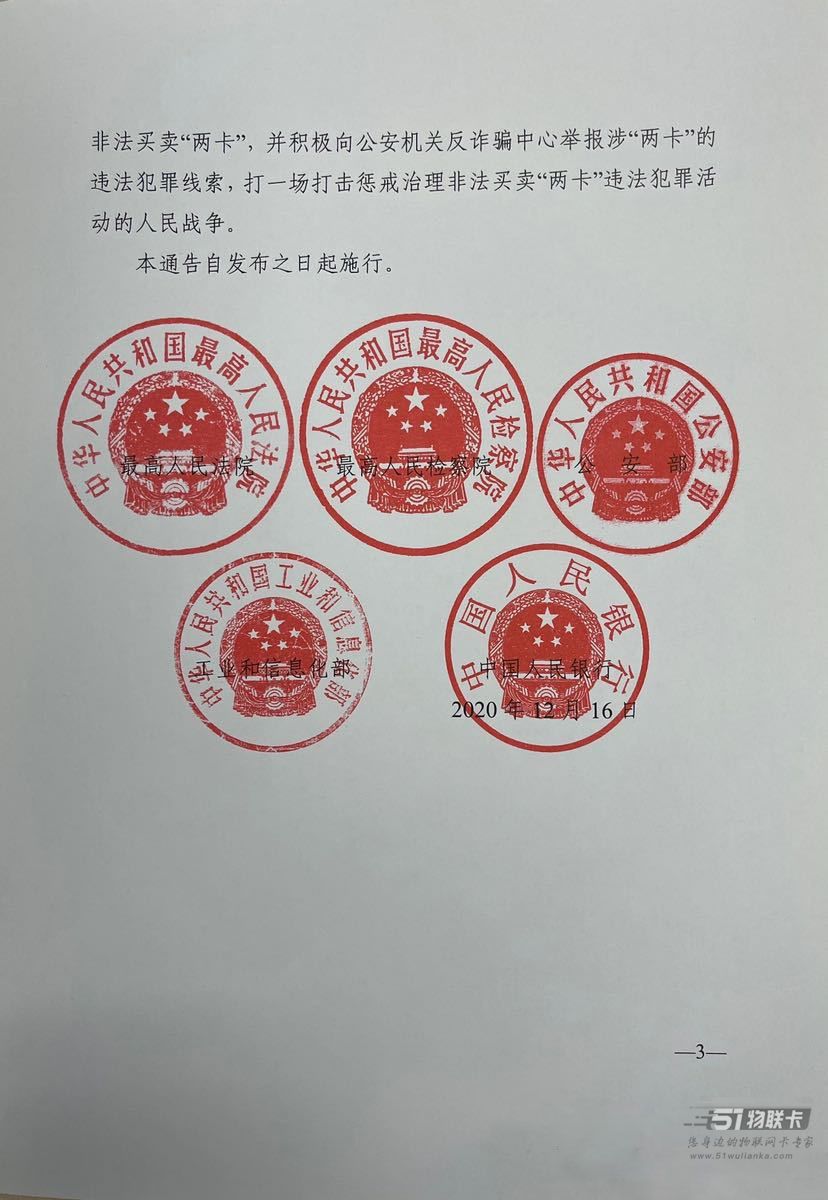 非法买卖“两卡”，并积极向公安机关反诈骗中心举报涉“两卡”的
违法犯罪线索，打一场打击惩戒治理非法买卖“两卡”违法犯罪活
动的人民战争。
本通告自发布之日起施行。
中华人民共和国最高人民法院
最高人民法院
中华人民共和国最高人民检察院
最高人民检察院
中华人民共和国公安部
公安部
中华人民共和国工业和信息化部
工业和信息化部
中国人民银行
中国人民银行
2020年12月16日
—3—
51物联卡
您身边的物联网卡专家
www.51wulianka.com